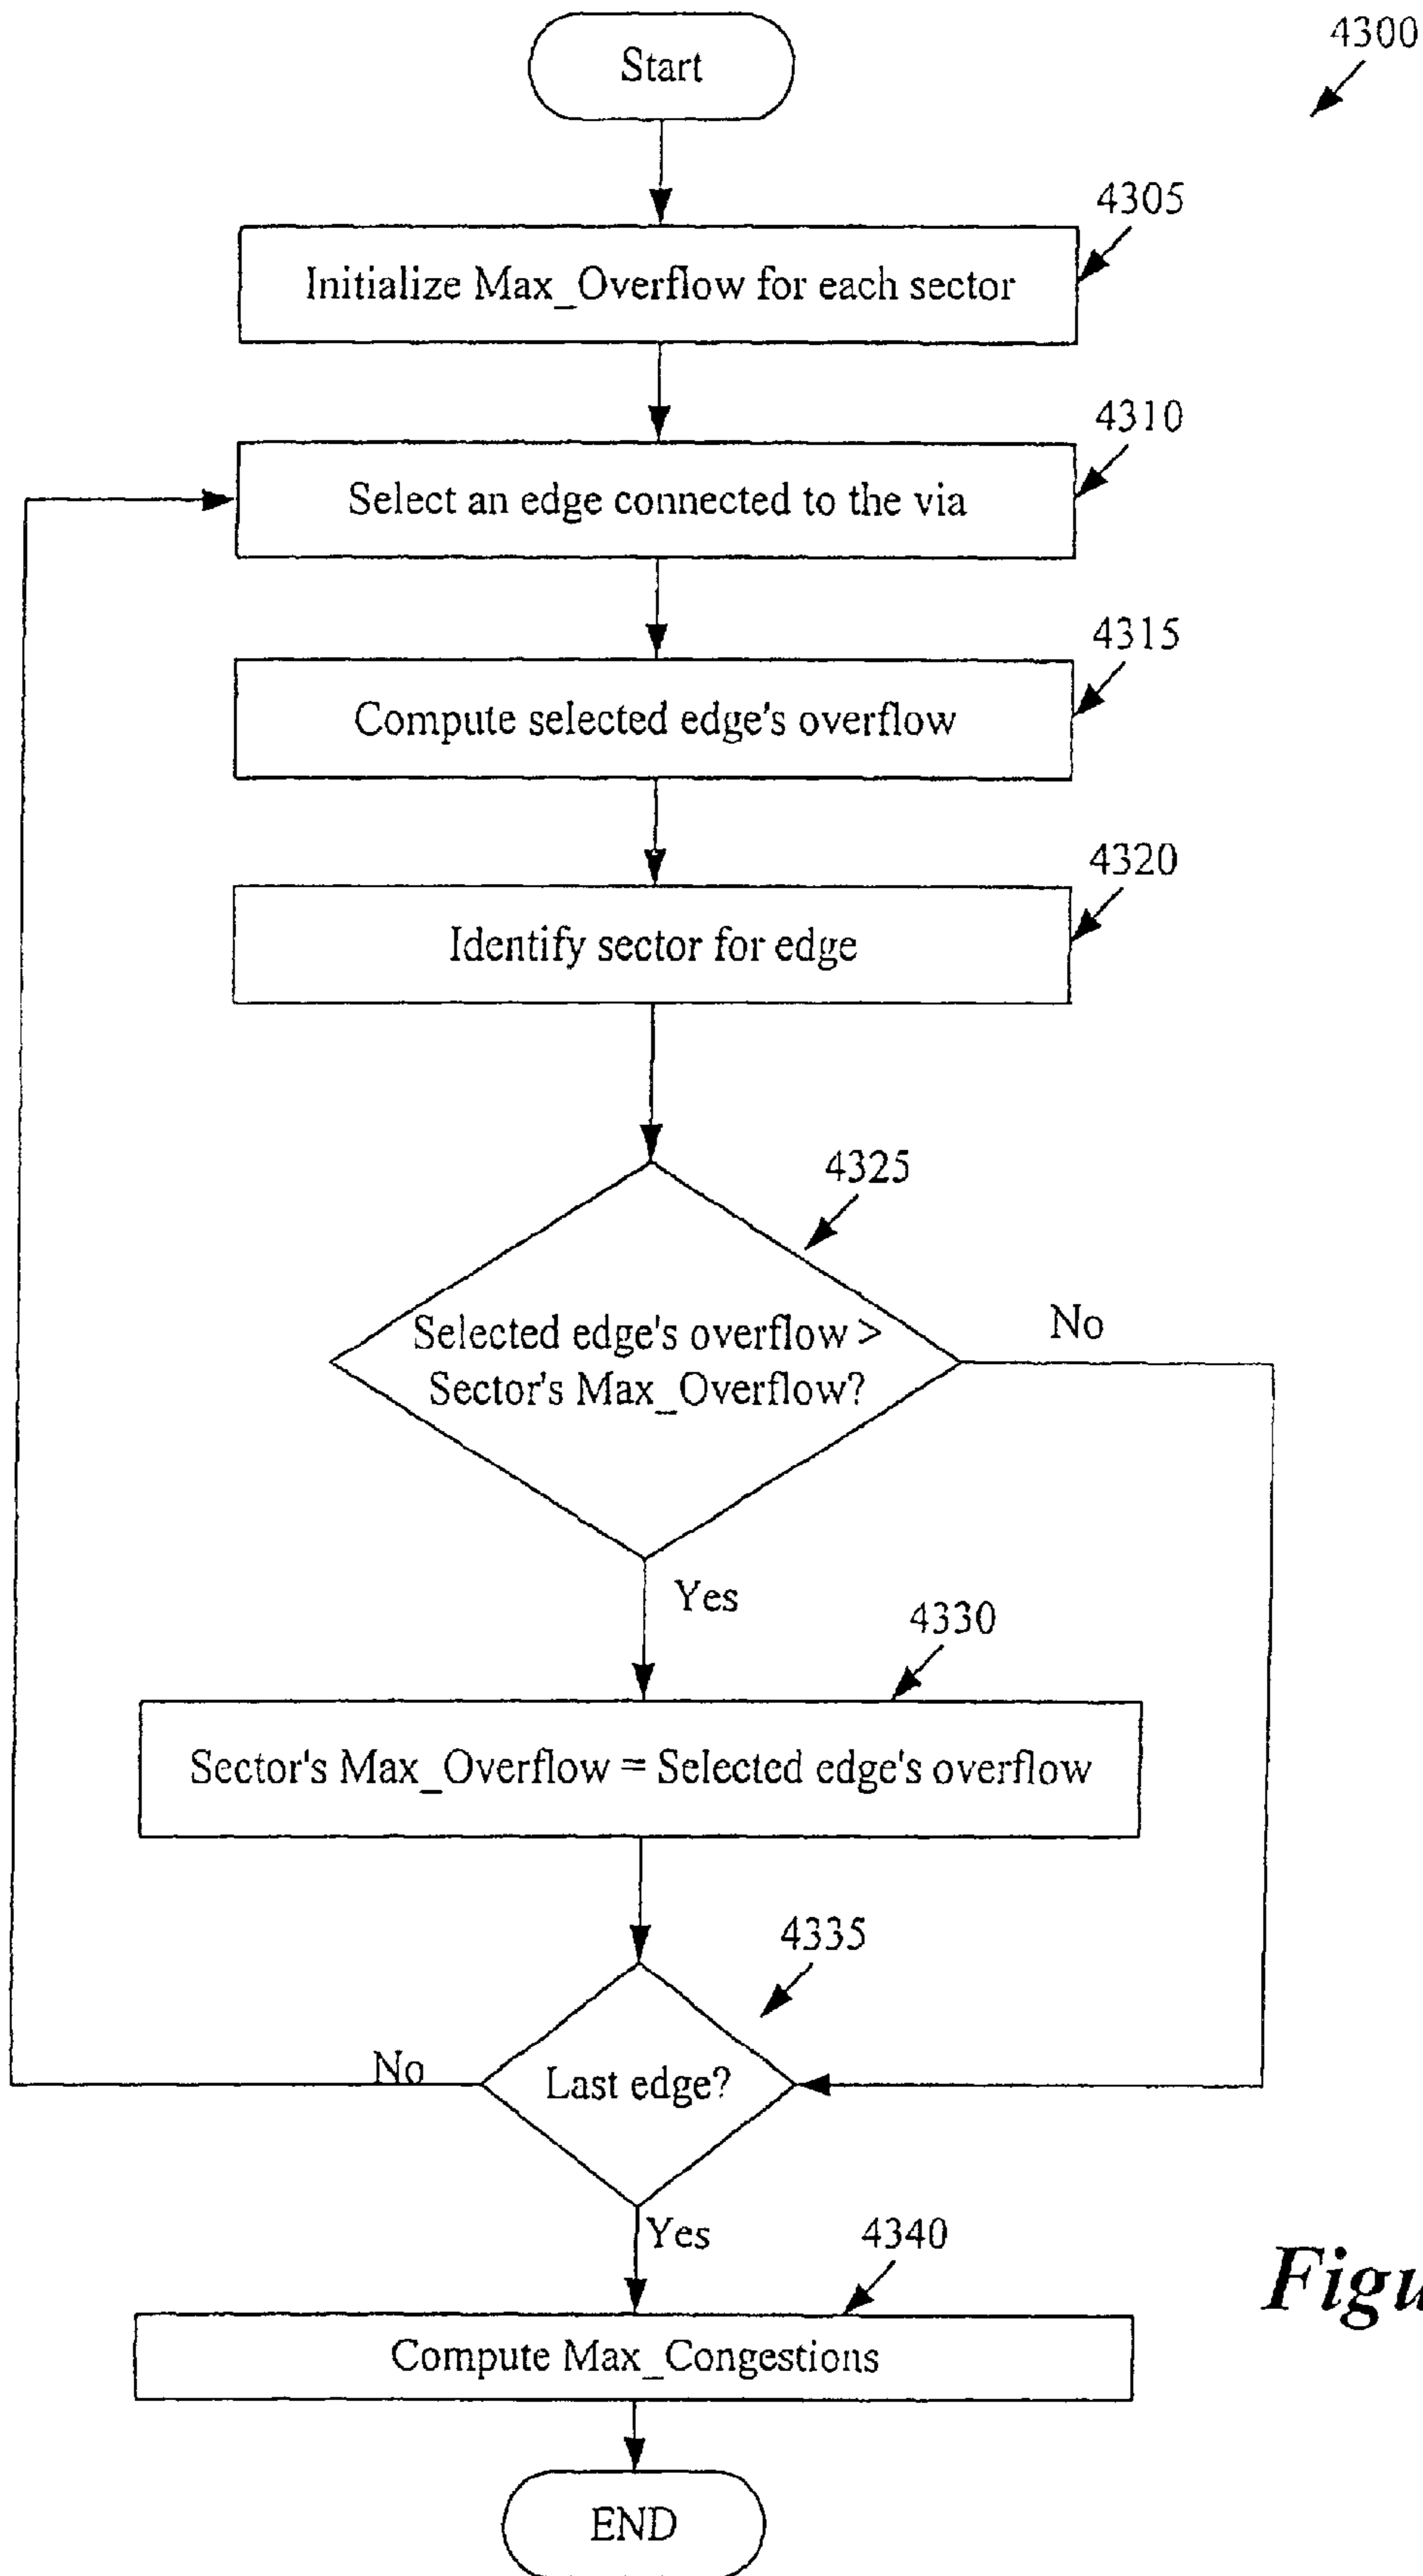 4300
Start
4305
Initialize Max_Overflow for each sector
4310
Select an edge connected to the via
4315
Compute selected edge's overflow
4320
Identify sector for edge
4325
Selected edge's overflow >
Sector's Max_Overflow?
No
Yes
4330
Sector's Max_Overflow = Selected edge's overflow
4335
Last edge?
No
Yes
4340
Compute Max_Congestions
END